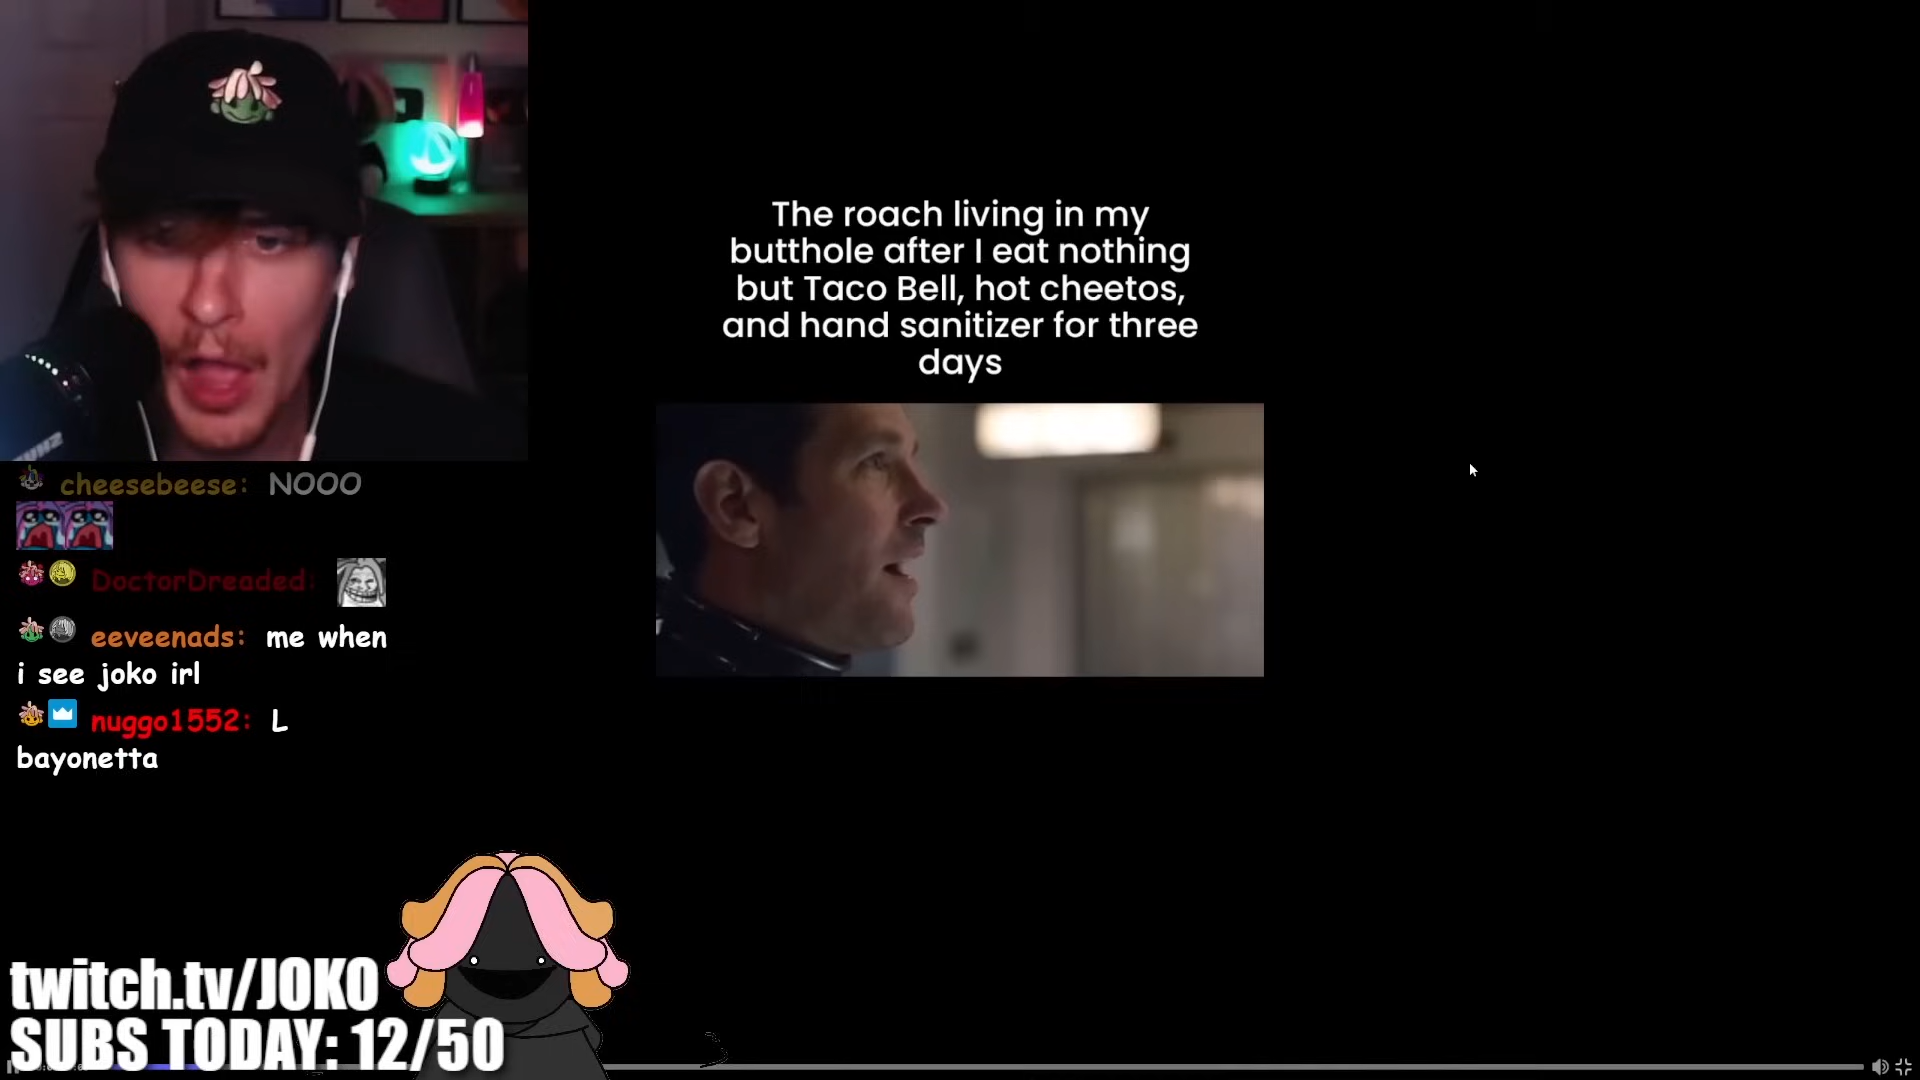 The roach living in my
butthole after I eat nothing
but Taco Bell, hot cheetos,
and hand sanitizer for three
days
cheesebeese: NOOO
DoctorDreaded:
eeveenads: me when
i see joko irl
nuggo1552: L
bayonetta
twitch.tv/JOKO
SUBS TODAY: 12/50